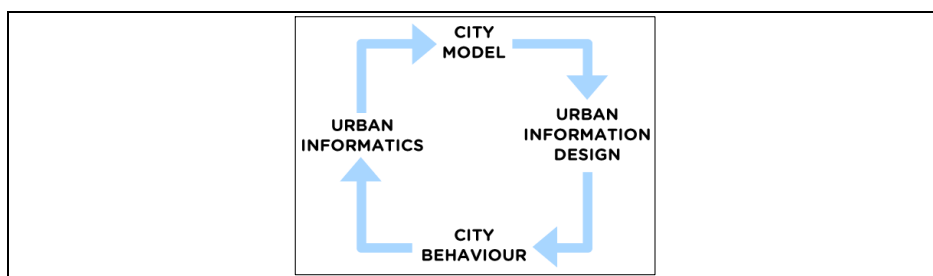 CITY
MODEL
URBAN
INFORMATICS
URBAN
INFORMATION
DESIGN
CITY
BEHAVIOUR